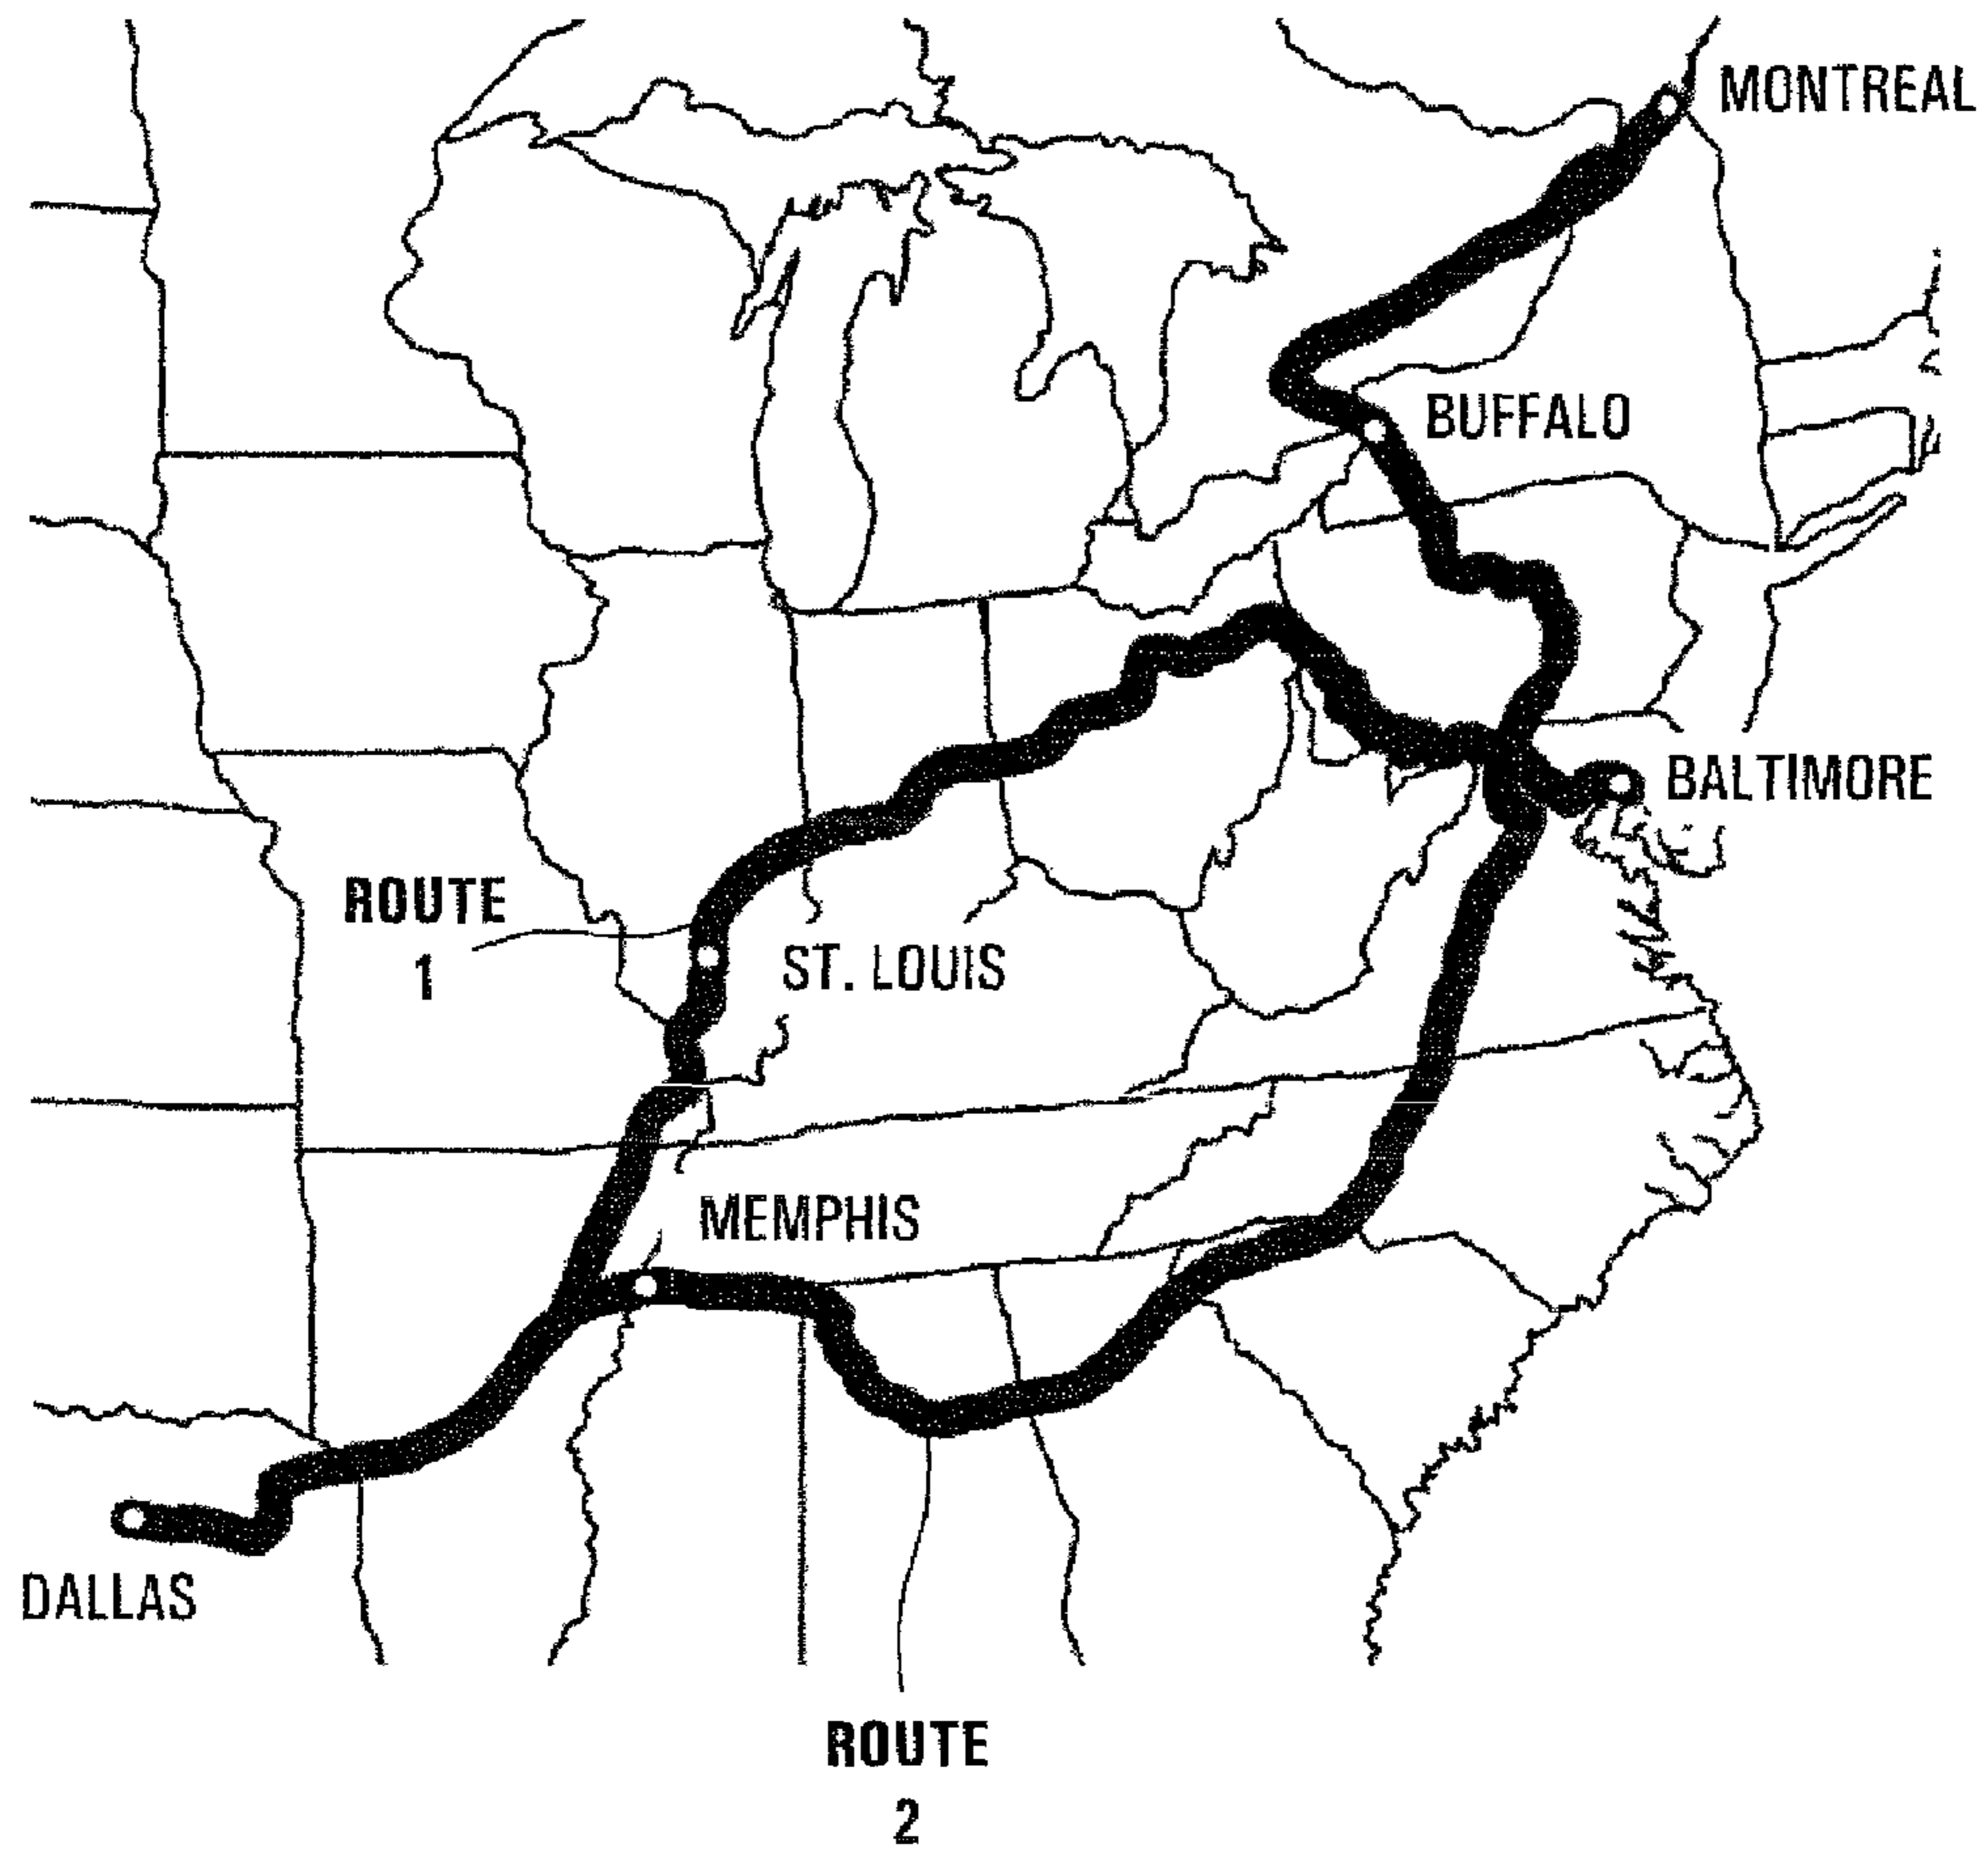 MONTREAL
BUFFALO
BALTIMORE
ROUTE
1
ST. LOUIS
MEMPHIS
DALLAS
ROUTE
2